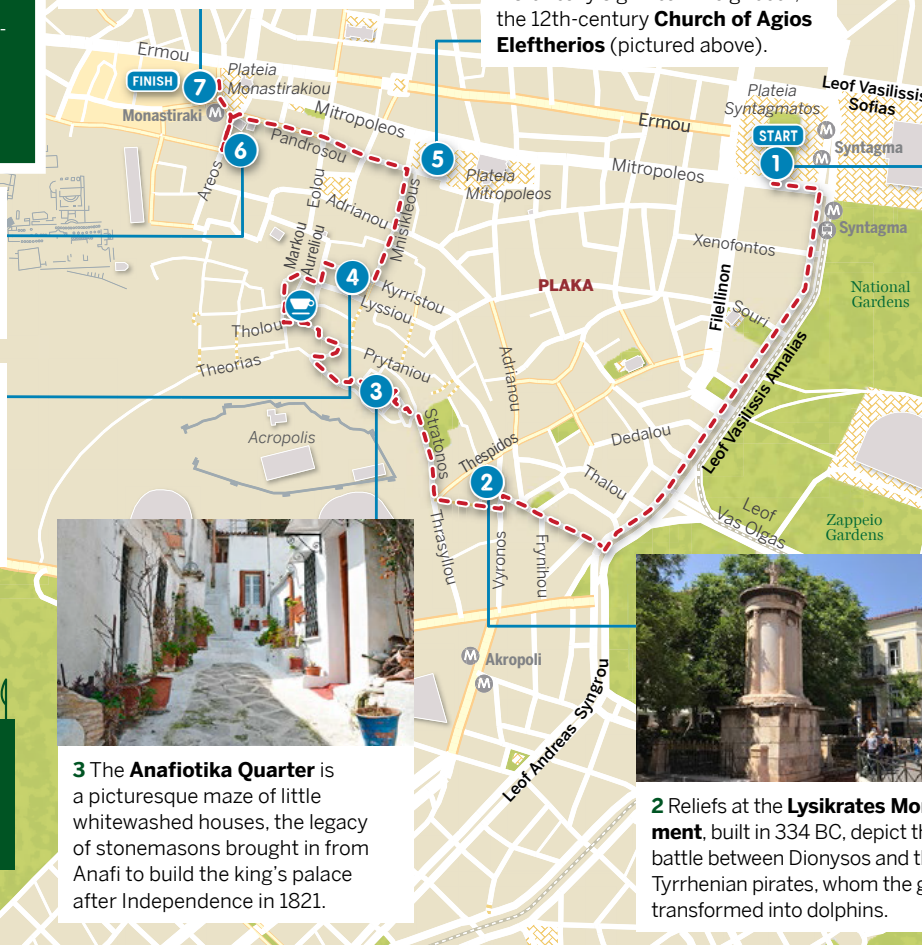 the 12th-century Church of Agios
Eleftherios (pictured above).
Ermou
Plateia
Monastirakiou
FINISH
7
Monastiraki
M
Mitropoleos
Pandrosou
6
Areos
Eolou
Adrianou
Mnisikleous
5
Plateia
Mitropoleos
Ermou
Mitropoleos
Plateia
Syntagmatos
START
1
Leof Vasilissis
Sofias
M
M
Syntagma
M
Syntagma
Xenofontos
Markou
Aureliou
4
Kyrristou
Lyssiou
PLAKA
Filellinon
Souri
National
Gardens
Tholou
Theorias
Prytaniou
3
Adrianou
Leof Vasilissis Amalias
Acropolis
Stratonos
Thespidos
2
Dedalou
Thalou
Leof
Vas Olgas
Zappeio
Gardens
Thrasyllou
Vyronos
Frynihou
M
Akropoli
M
Leof Andreas Syngrou
3 The Anafiotika Quarter is
a picturesque maze of little
whitewashed houses, the legacy
of stonemasons brought in from
Anafi to build the king's palace
after Independence in 1821.
2 Reliefs at the Lysikrates
ment, built in 334 BC, depict
battle between Dionysos and
Tyrrhenian pirates, whom the
transformed into dolphins.